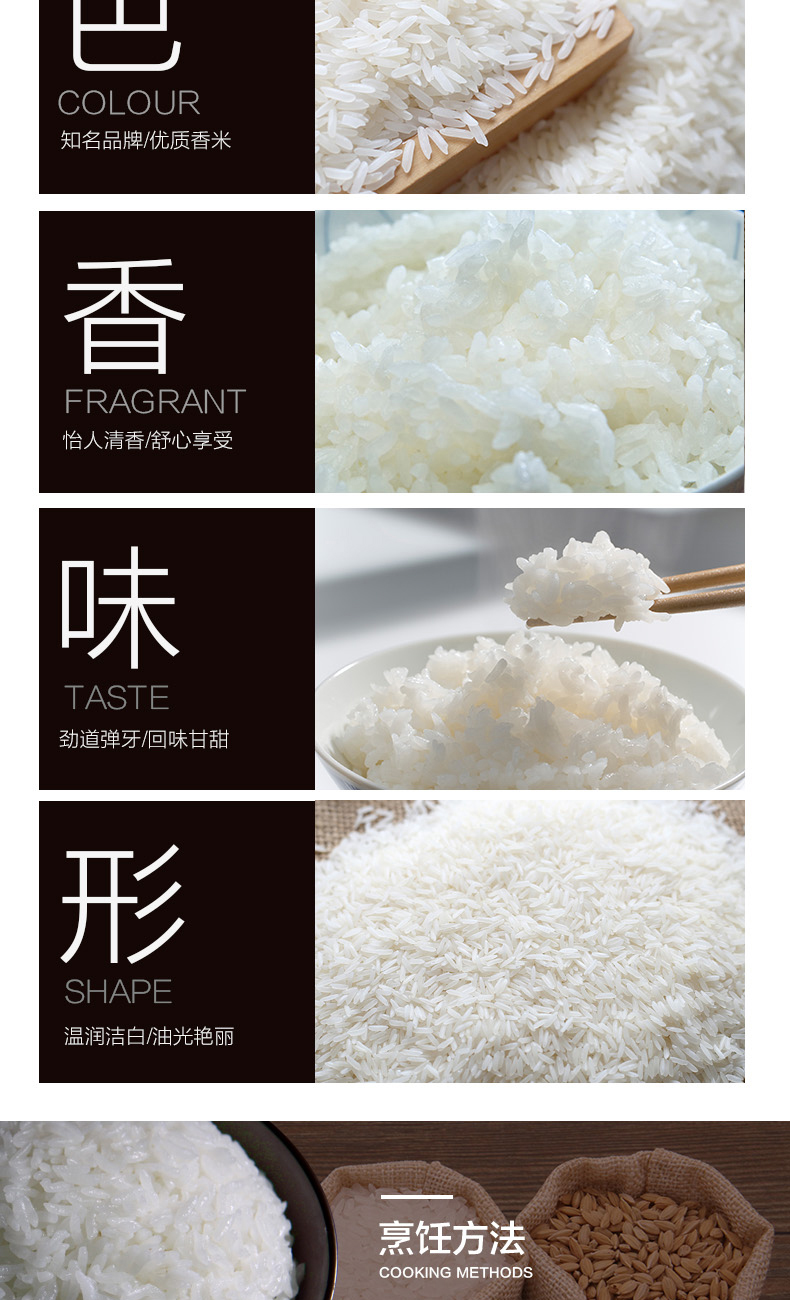 色
COLOUR
知名品牌/优质香米
香
FRAGRANT
怡人清香/舒心享受
味
TASTE
劲道弹牙/回味甘甜
形
SHAPE
温润洁白/油光艳丽
烹饪方法
COOKING METHODS